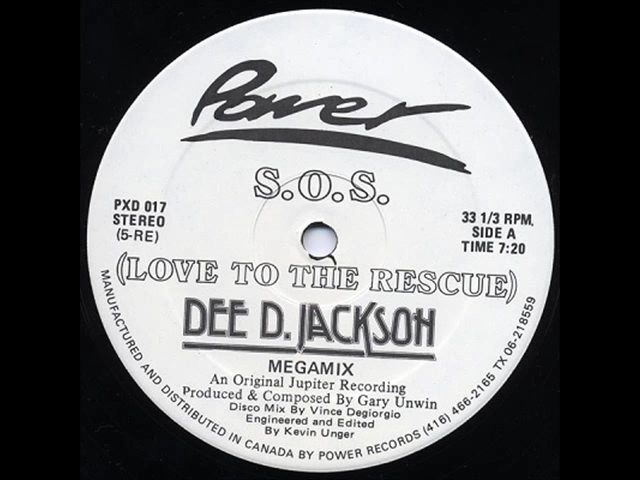 Power
S.O.S.
PXD 017
STEREO
(5-RE)
33 1/3 RPM.
SIDE A
TIME 7:20
(LOVE TO THE RESCUE)
DEE D. JACKSON
MEGAMIX
An Original Jupiter Recording
Produced & Composed By Gary Unwin
Disco Mix By Vince Degiorgio
Engineered and Edited
By Kevin Unger
MANUFACTURED AND DISTRIBUTED IN CANADA BY POWER RECORDS (416) 466-2165 TX 06-218559